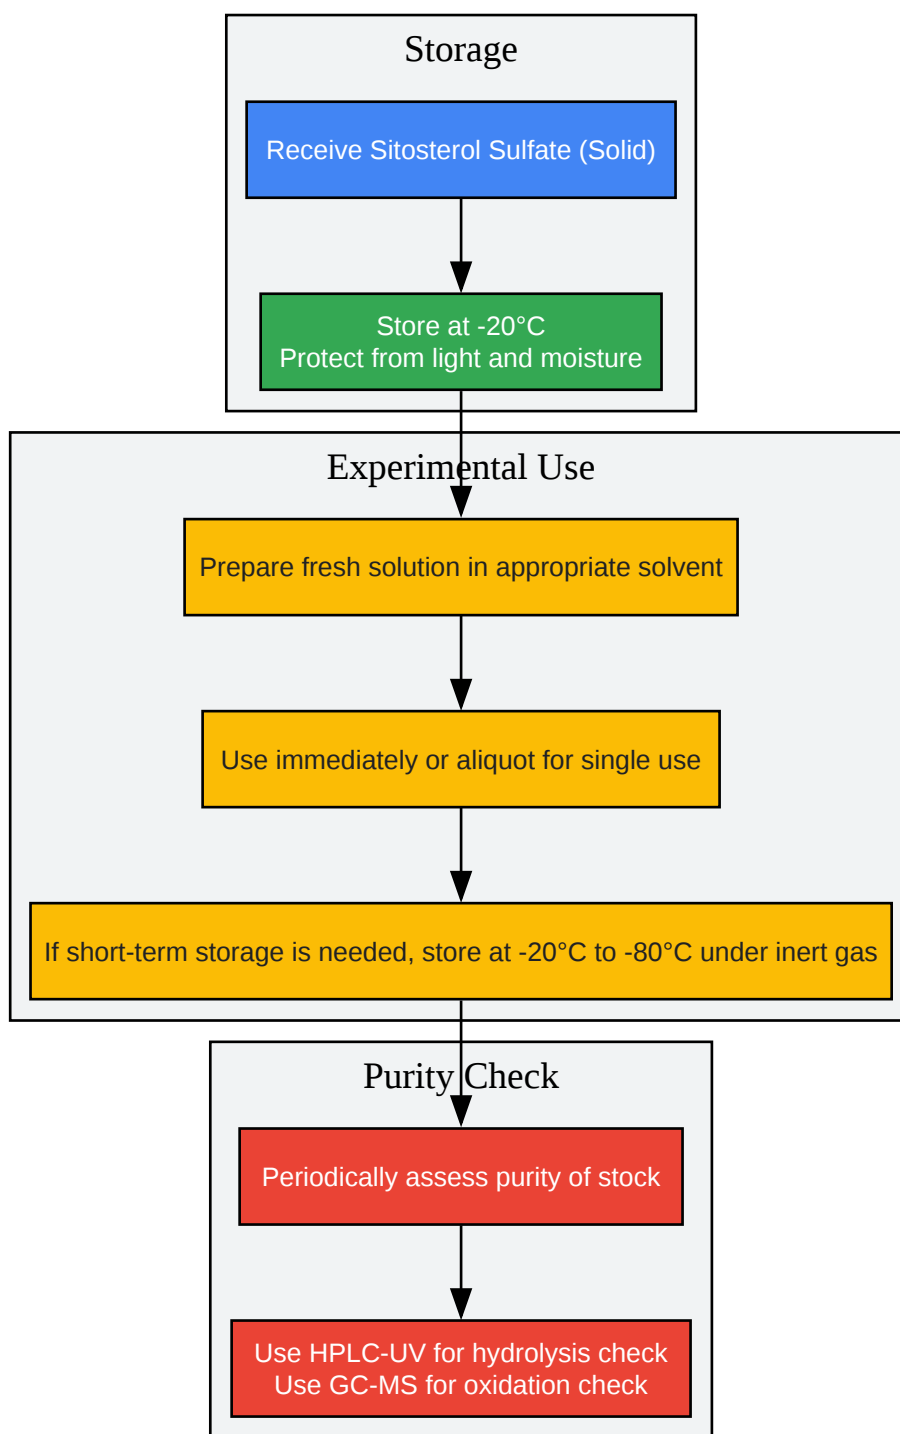 Storage
Receive Sitosterol Sulfate (Solid)
Store at -20°C
Protect from light and moisture
Experimental Use
Prepare fresh solution in appropriate solvent
Use immediately or aliquot for single use
If short-term storage is needed, store at -20°C to -80°C under inert gas
Purity Check
Periodically assess purity of stock
Use HPLC-UV for hydrolysis check
Use GC-MS for oxidation check